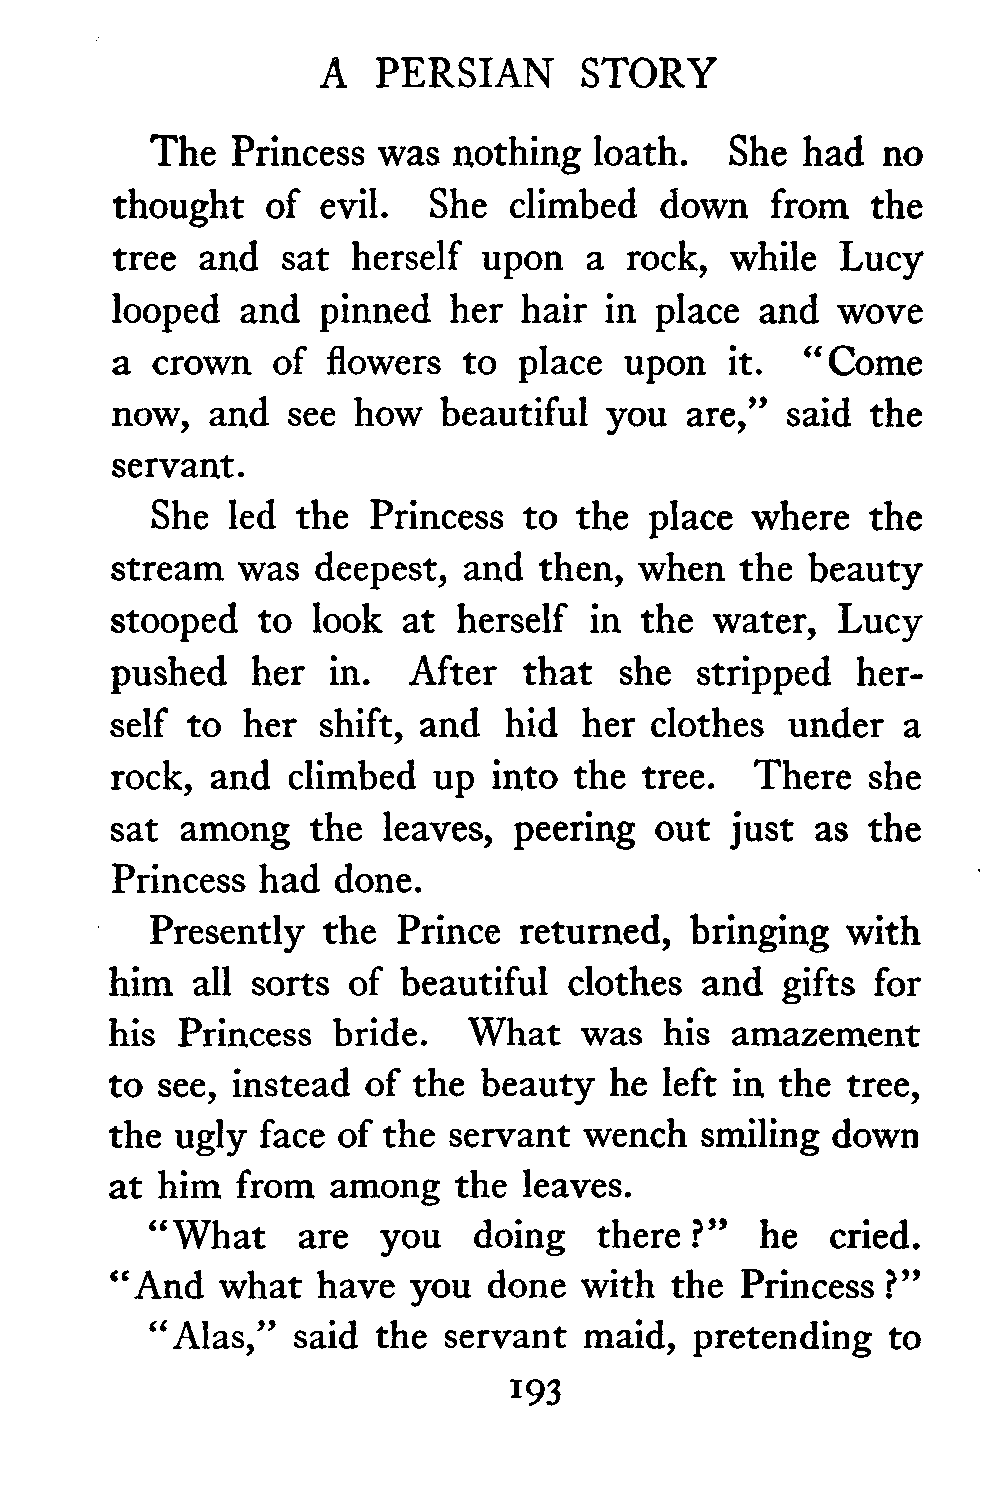 A PERSIAN STORY
The Princess was nothing loath. She had no
thought of evil. She climbed down from the
tree and sat herself upon a rock, while Lucy
looped and pinned her hair in place and wove
a crown of flowers to place upon it. “Come
now, and see how beautiful you are,” said the
servant.
She led the Princess to the place where the
stream was deepest, and then, when the beauty
stooped to look at herself in the water, Lucy
pushed her in. After that she stripped her-
self to her shift, and hid her clothes under a
rock, and climbed up into the tree. There she
sat among the leaves, peering out just as the
Princess had done.
Presently the Prince returned, bringing with
him all sorts of beautiful clothes and gifts for
his Princess bride. What was his amazement
to see, instead of the beauty he left in the tree,
the ugly face of the servant wench smiling down
at him from among the leaves.
“What are you doing there?” he cried.
“And what have you done with the Princess?”
“Alas,” said the servant maid, pretending to
193